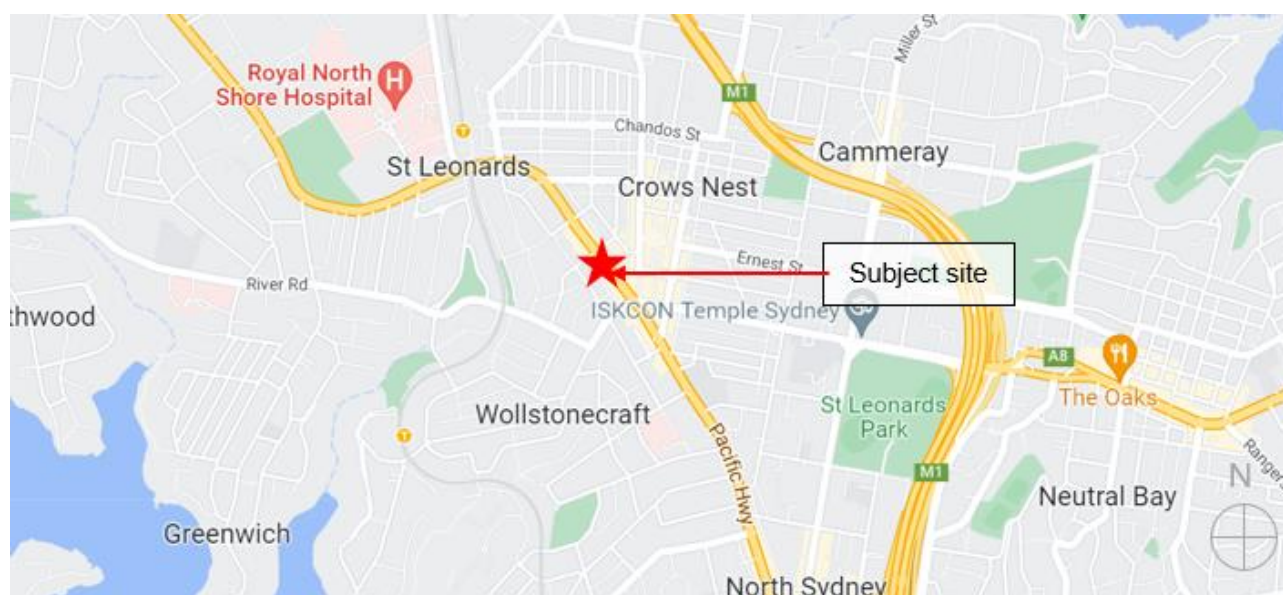 Royal North
Shore Hospital
H
T
St Leonards
Chandos St
Crows Nest
M1
Miller St
Cammeray
Ernest St
Subject site
River Rd
thwood
ISKCON Temple Sydney
A8
The Oaks
St Leonards
Park
Wollstonecraft
T
Pacific Hwy
M1
Neutral Bay
Rangers
N
Greenwich
North Sydney